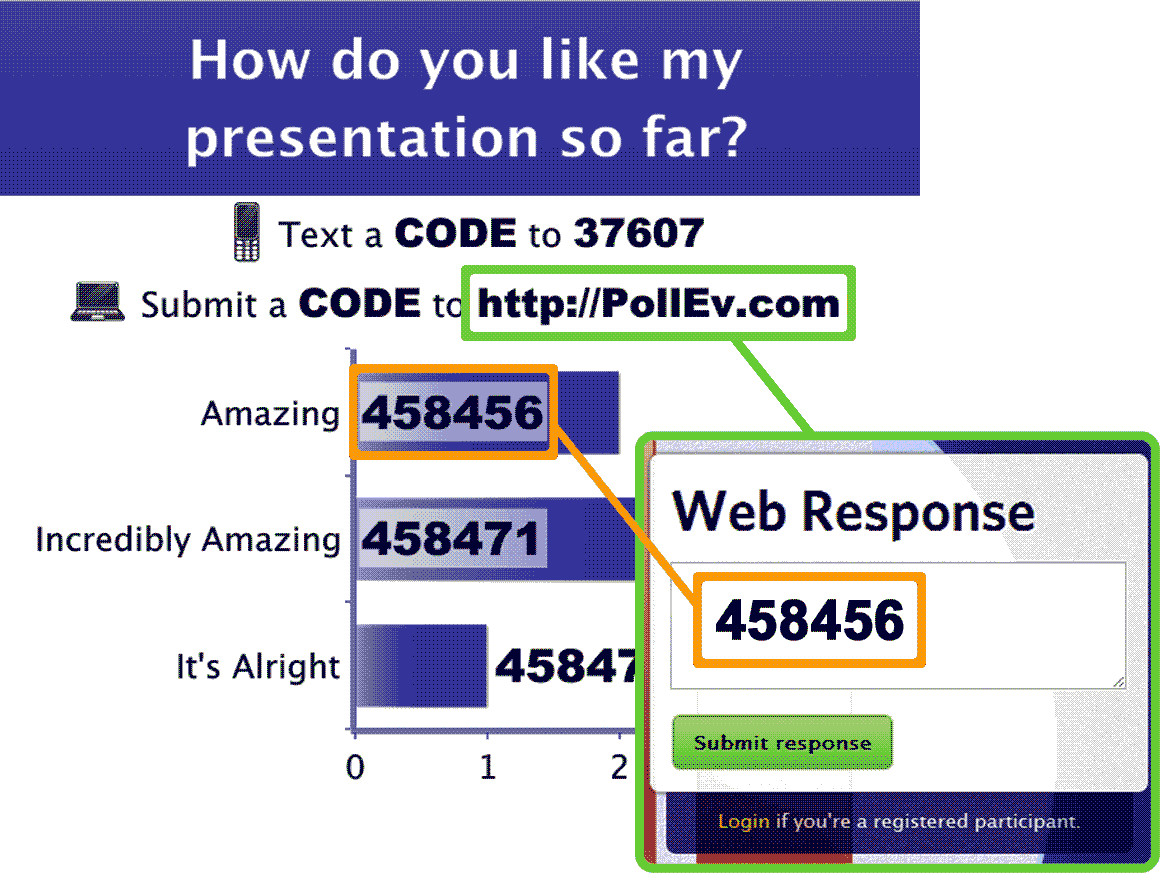 How do you like my
presentation so far?
Text a CODE to 37607
Submit a CODE to http://PollEv.com
Amazing 458456
Incredibly Amazing 458471
It's Alright
0 1 2
Web Response
458456
Submit response
Login if you're a registered participant.